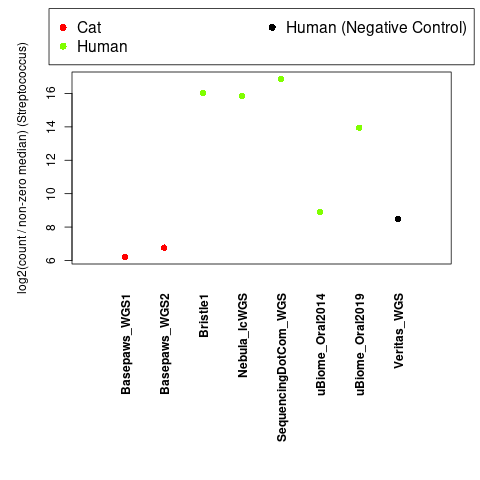 Cat
Human
Human (Negative Control)
log2(count / non-zero median) (Streptococcus)
16
14
12
10
8
6
Basepaws_WGS1
Basepaws_WGS2
Bristle1
Nebula_lcWGS
SequencingDotCom_WGS
uBiome_Oral2014
uBiome_Oral2019
Veritas_WGS